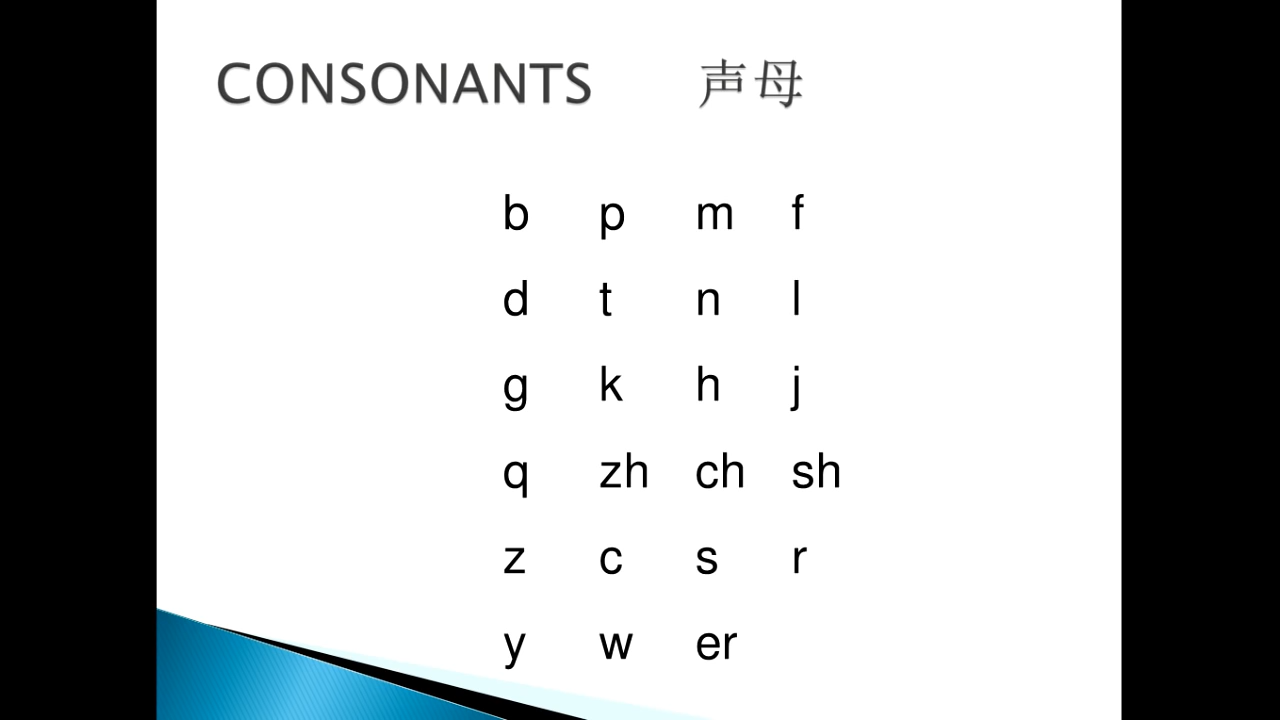 CONSONANTS 声母
b p m f
d t n l
g k h j
q zh ch sh
z c s r
y w er